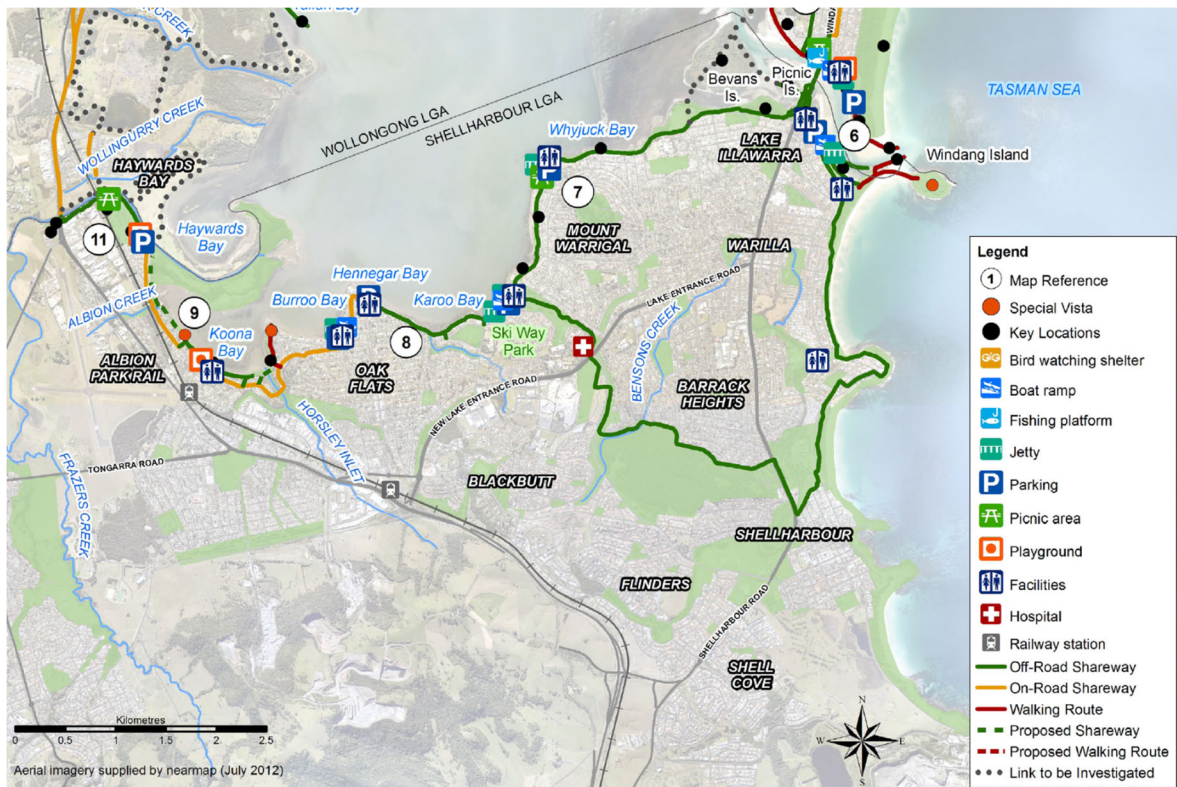 Yallah Bay
CREEK
WINDA
Bevans
Is.
Picnic
Is.
TASMAN SEA
WOLLONGONG LGA
SHELLHARBOUR LGA
WOLLINGURRY CREEK
Whyjuck Bay
LAKE
ILLAWARRA
6
Windang Island
HAYWARDS
BAY
7
11
Haywards
Bay
MOUNT
WARRIGAL
WARILLA
Hennegar Bay
Burroo Bay
Karoo Bay
LAKE ENTRANCE ROAD
ALBION CREEK
9
Koona
Bay
8
Ski Way
Park
BENSONS CREEK
ALBION
PARKRAIL
OAK
FLATS
NEW LAKE ENTRANCE ROAD
BARRACK
HEIGHTS
HORSLEY INLET
TONGARRA ROAD
BLACKBUTT
FRAZERS CREEK
SHELLHARBOUR
FLINDERS
SHELLHARBOUR ROAD
SHELL
COVE
Kilometres
0 0.5 1 1.5 2 2.5
Aerial imagery supplied by nearmap (July 2012)
N
W E
S
Legend
1 Map Reference
Special Vista
Key Locations
Bird watching shelter
Boat ramp
Fishing platform
Jetty
P Parking
Picnic area
Playground
Facilities
Hospital
Railway station
Off-Road Shareway
On-Road Shareway
Walking Route
Proposed Shareway
Proposed Walking Route
Link to be Investigated